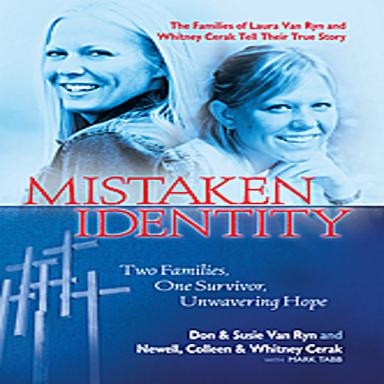 The Families of Laura Van Ryn and
Whitney Cerak Tell Their True Story
MISTAKEN
IDENTITY
Two Families,
One Survivor,
Unwavering Hope
Don & Susie Van Ryn and
Newell, Colleen & Whitney Cerak
WITH MARK TABB